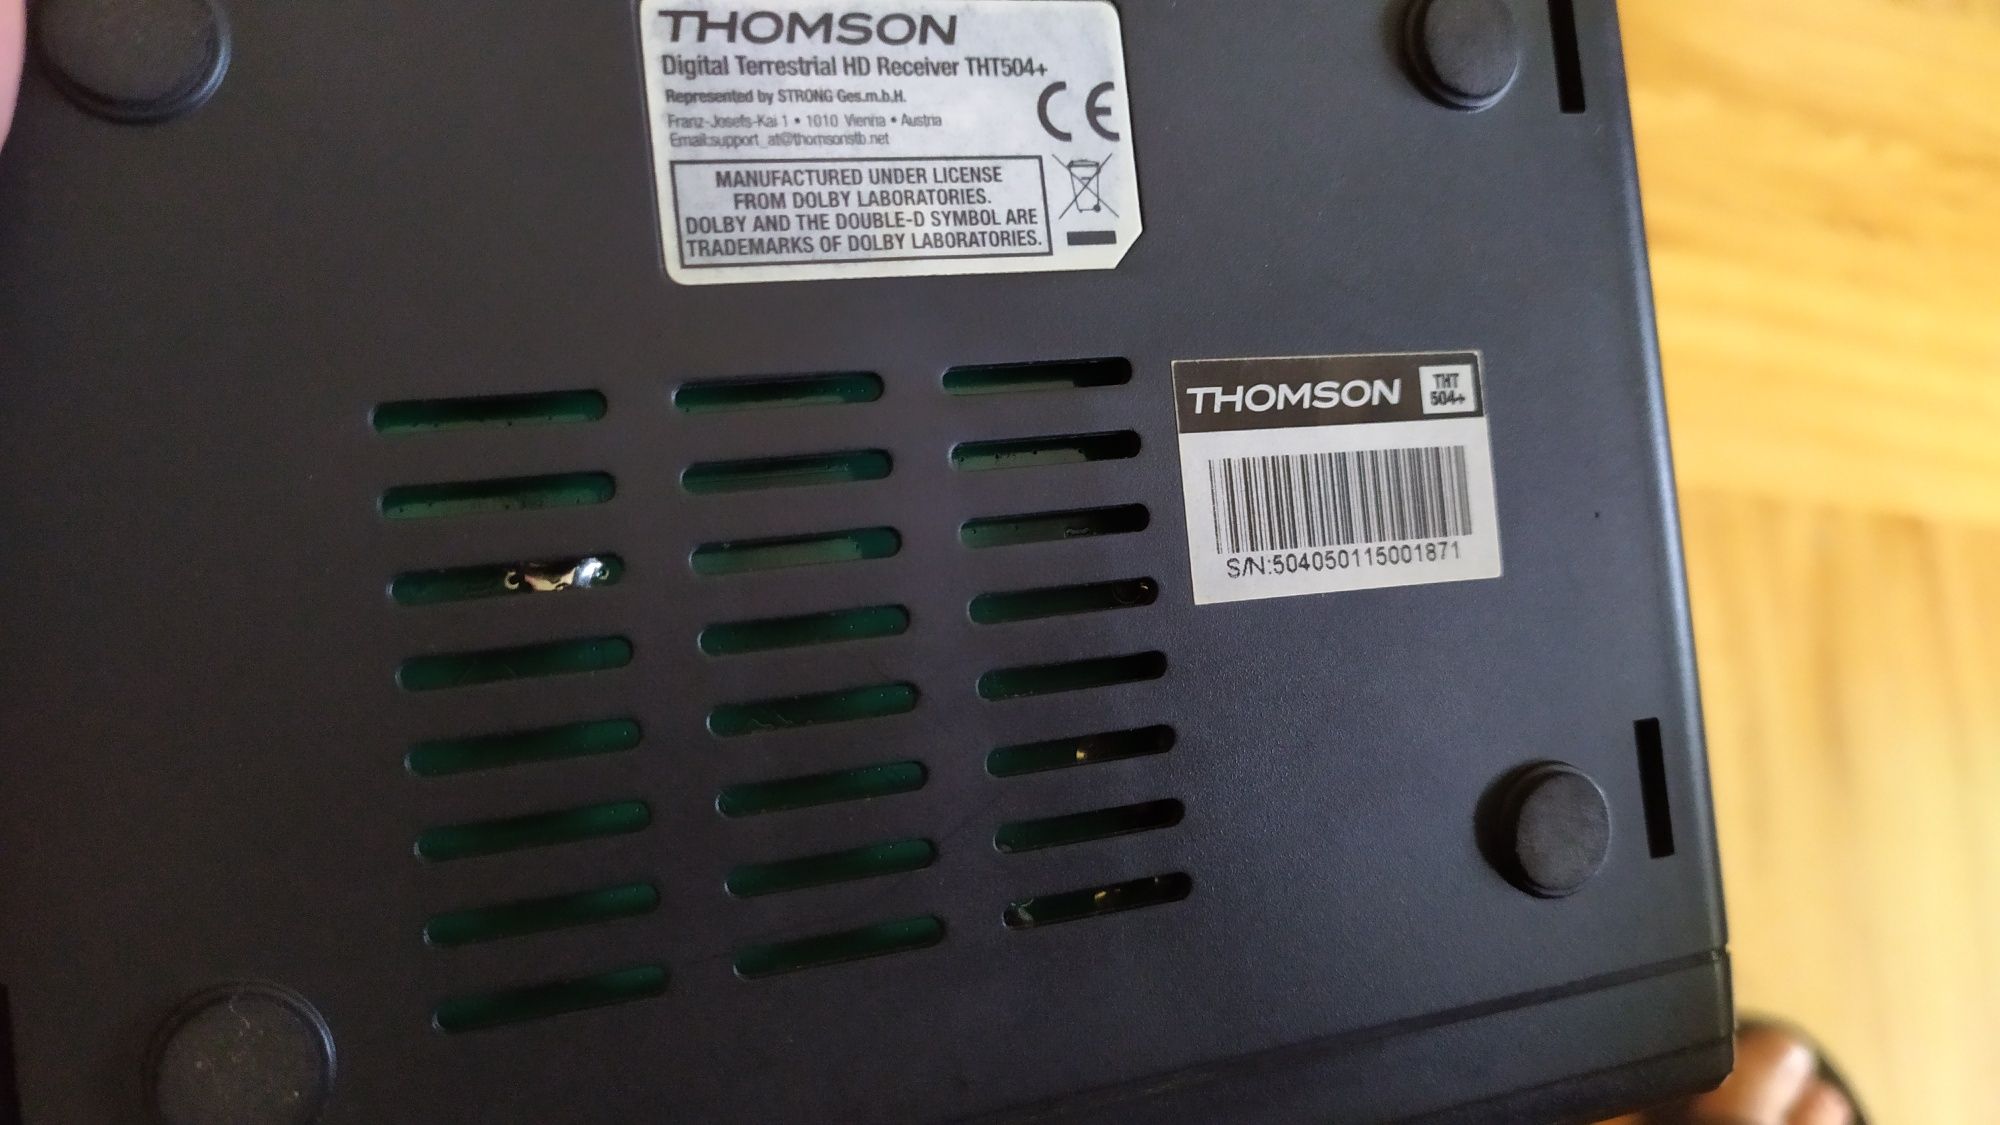 THOMSON
Digital Terrestrial HD Receiver THT504+
Represented by STRONG Ges.m.b.H.
Franz-Josefs-Kai 1 • 1010 Vienna • Austria
Email:support_at@thomsonstb.net
CE
MANUFACTURED UNDER LICENSE
FROM DOLBY LABORATORIES.
DOLBY AND THE DOUBLE-D SYMBOL ARE
TRADEMARKS OF DOLBY LABORATORIES.
THOMSON
THT
504+
S/N:504050115001871